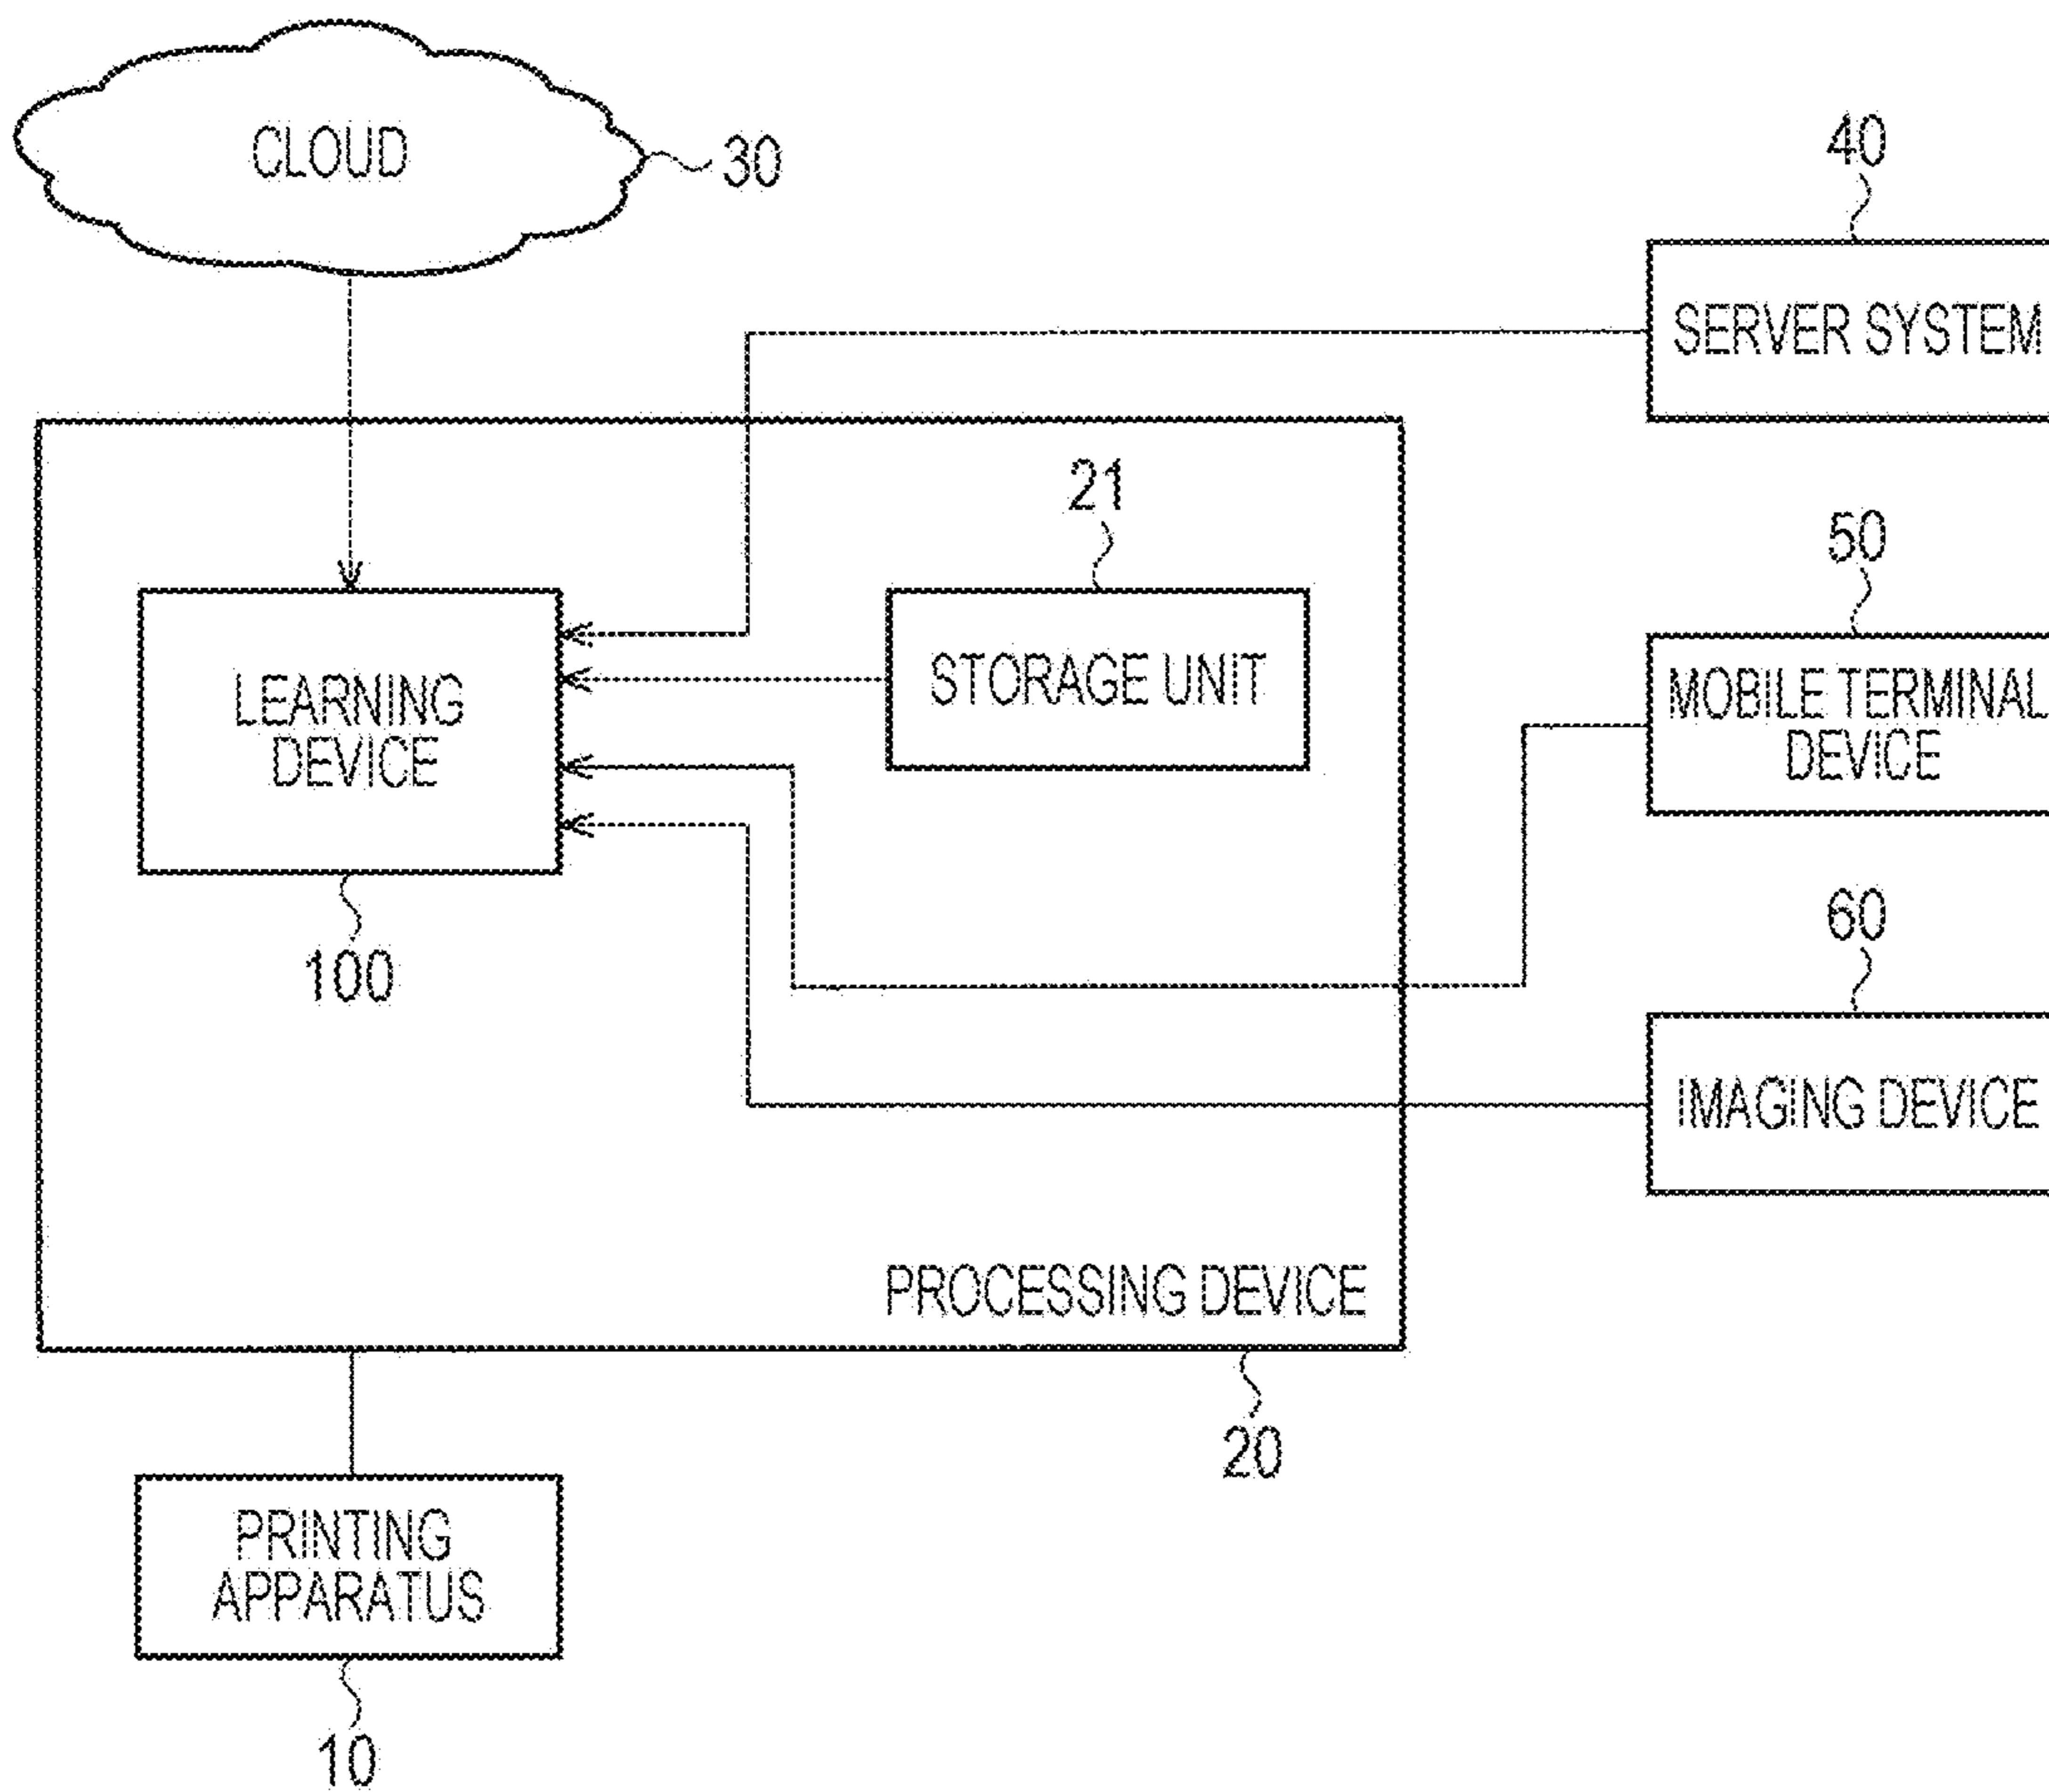 CLOUD
30
40
SERVER SYSTEM
21
50
STORAGE UNIT
LEARNING
DEVICE
MOBILE TERMINAL
DEVICE
100
60
IMAGING DEVICE
PROCESSING DEVICE
20
PRINTING
APPARATUS
10